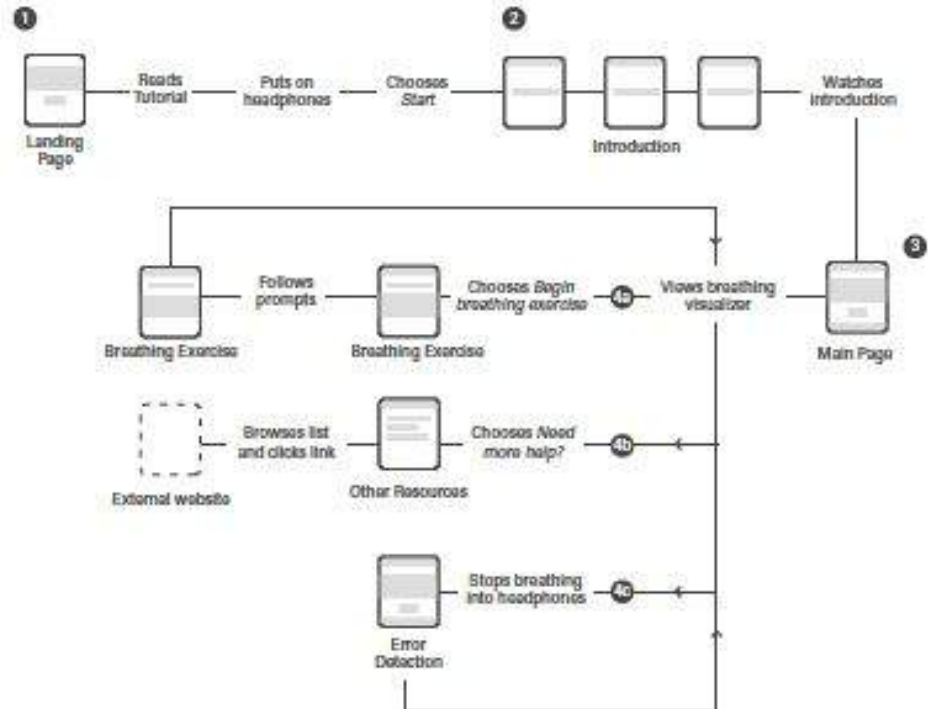 1
2
Reads
Tutorial
Puts on
headphones
Chooses
Start
Watches
introduction
Landing
Page
Introduction
3
Follows
prompts
Chooses Begin
breathing exercise
4a
Views breathing
visualizer
Breathing Exercise
Breathing Exercise
Main Page
Browses list
and clicks link
Chooses Need
more help?
4b
External website
Other Resources
Stops breathing
into headphones
4c
Error
Detection